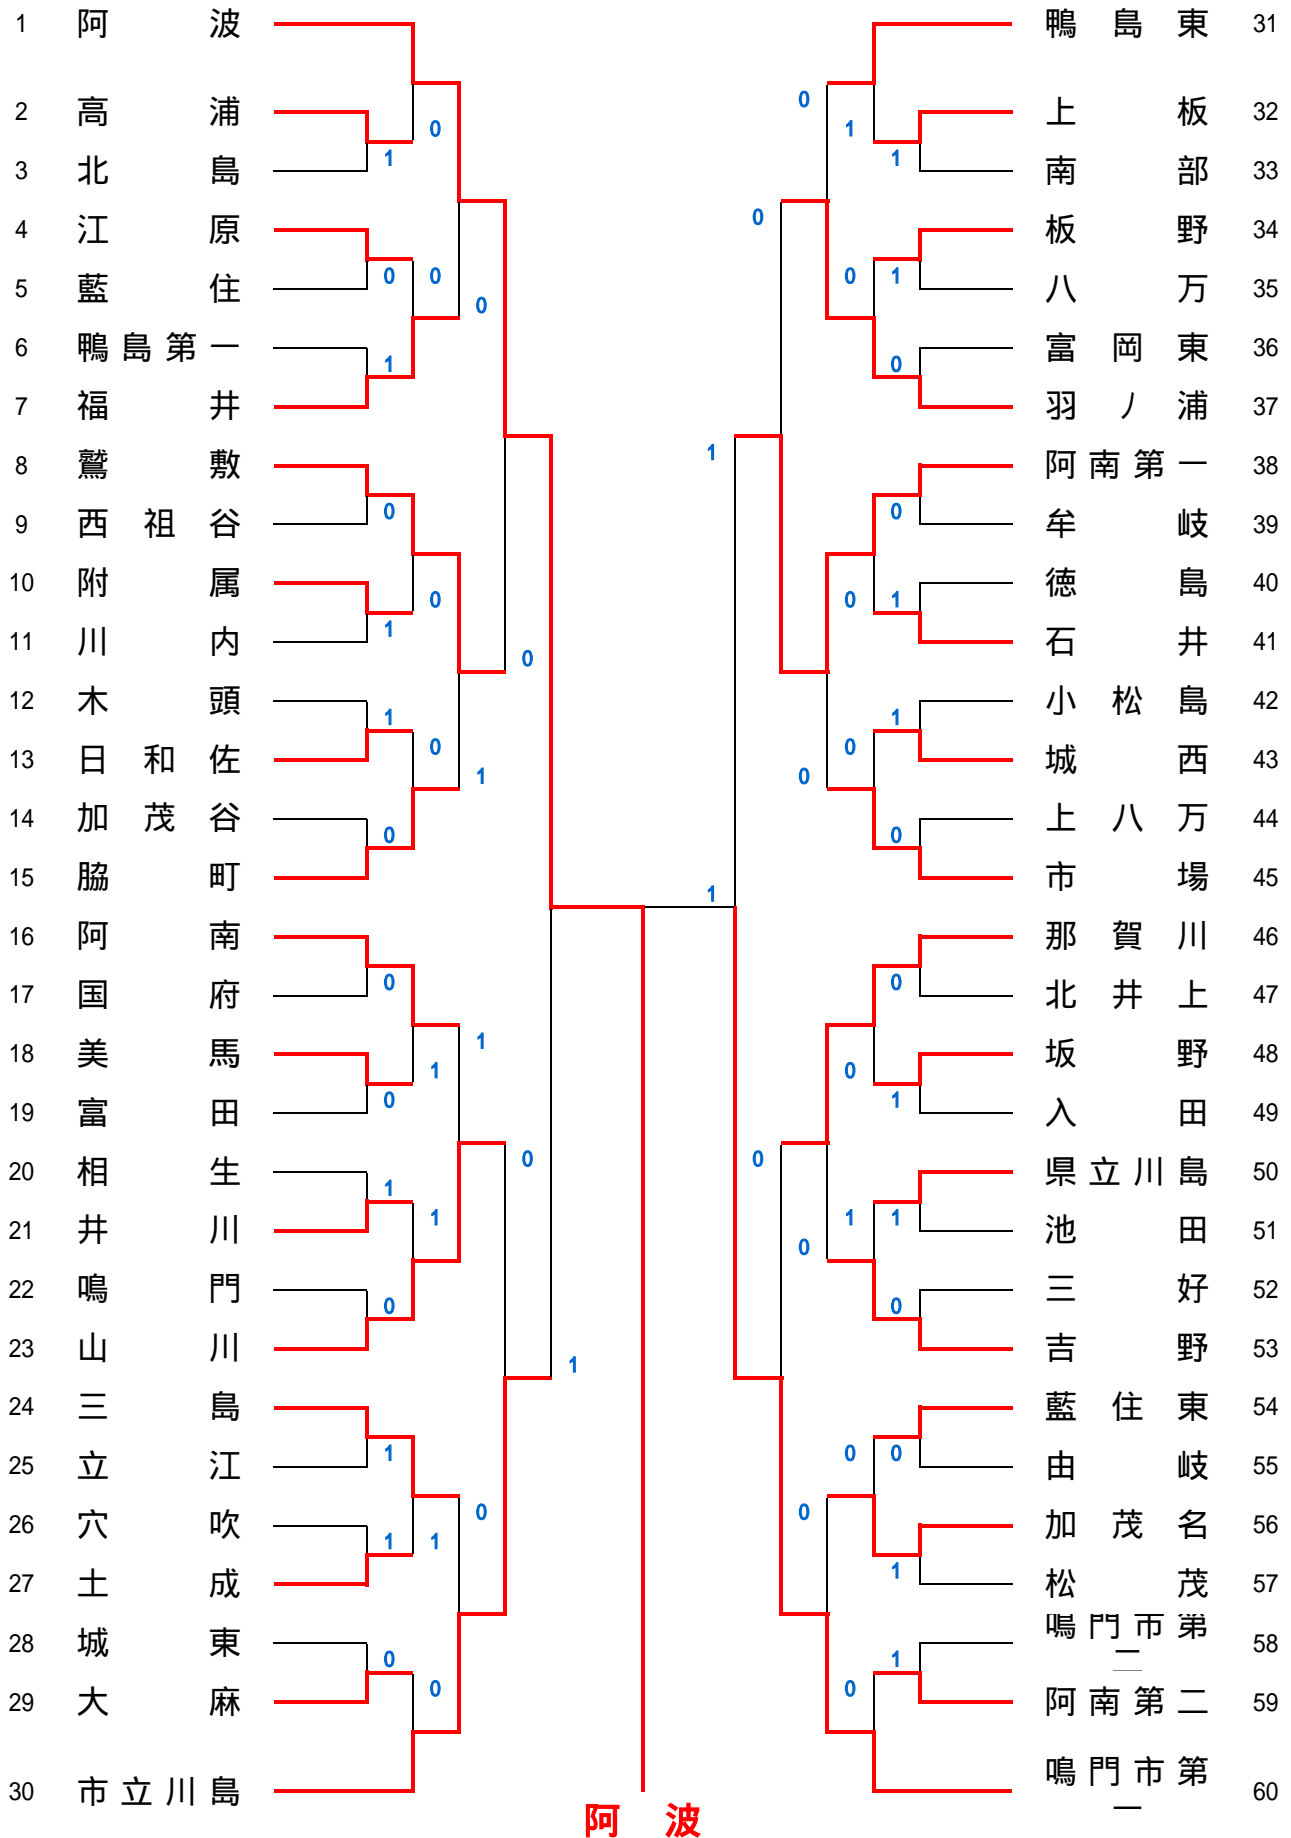 1 阿波
2 高浦
3 北島
4 江原
5 藍住
6 鴨島第一
7 福井
8 鷲敷
9 西祖谷
10 附属
11 川内
12 木頭
13 日和佐
14 加茂谷
15 脇町
16 阿南
17 国府
18 美馬
19 富田
20 相生
21 井川
22 鳴門
23 山川
24 三島
25 立江
26 穴吹
27 土成
28 城東
29 大麻
30 市立川島
0
1
0 0
0
1
0
0
1
0
1
0
1
0
0
1
1
0
0
1
1
0
0
1
1
0
1 1
0
0
1
1
0
1
1
0
0
1
0 1
0
0
0 1
1
0
0
0
0
1
0
1 1
0
0
0 0
0
1
1
0
鴨島東 31
上板 32
南部 33
板野 34
八万 35
富岡東 36
羽ノ浦 37
阿南第一 38
牟岐 39
徳島 40
石井 41
小松島 42
城西 43
上八万 44
市場 45
那賀川 46
北井上 47
坂野 48
入田 49
県立川島 50
池田 51
三好 52
吉野 53
藍住東 54
由岐 55
加茂名 56
松茂 57
鳴門市第
二 58
阿南第二 59
鳴門市第
一 60
阿波